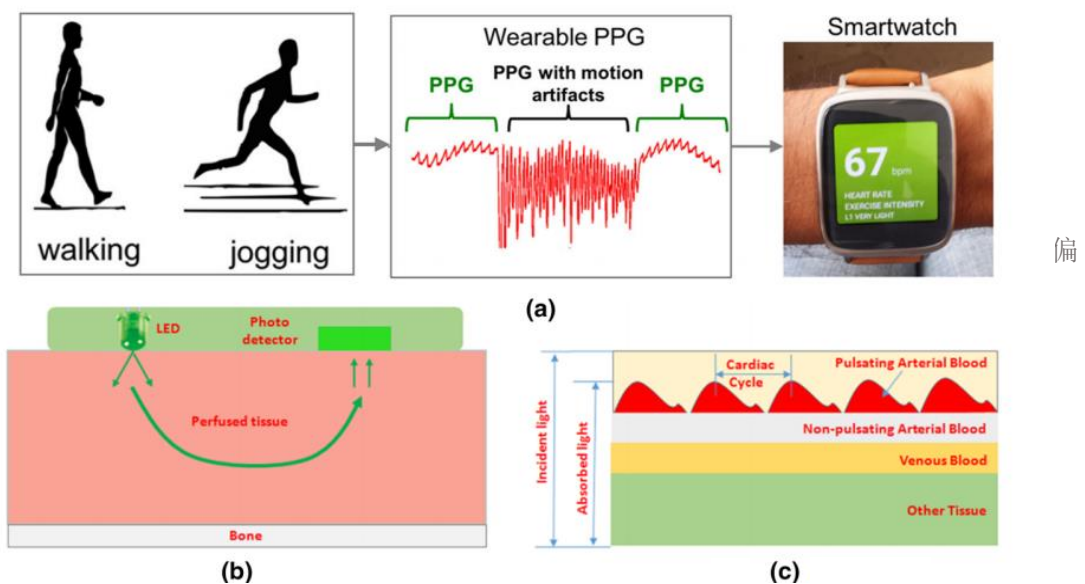 walking
jogging
Wearable PPG
PPG
PPG with motion
artifacts
PPG
Smartwatch
67 bpm
HEART RATE
EXERCISE INTENSITY
L1 VERY LIGHT
偏
(a)
LED
Photo
detector
Perfused tissue
Bone
(b)
Incident light
Absorbed light
Cardiac
Cycle
Pulsating Arterial Blood
Non-pulsating Arterial Blood
Venous Blood
Other Tissue
(c)